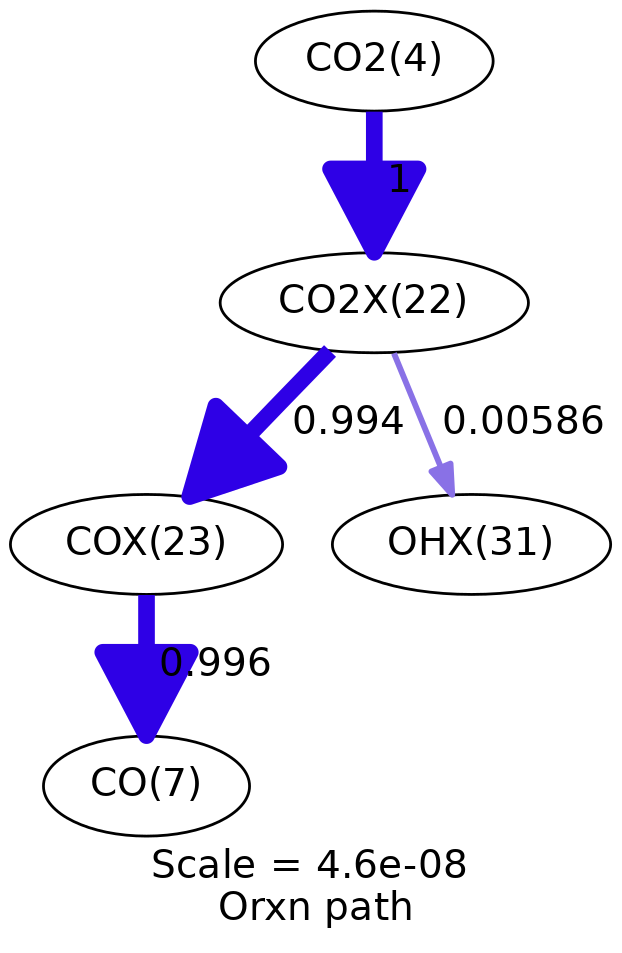 CO2(4)
1
CO2X(22)
0.994
0.00586
COX(23)
OHX(31)
0.996
CO(7)
Scale = 4.6e-08
Orxn path